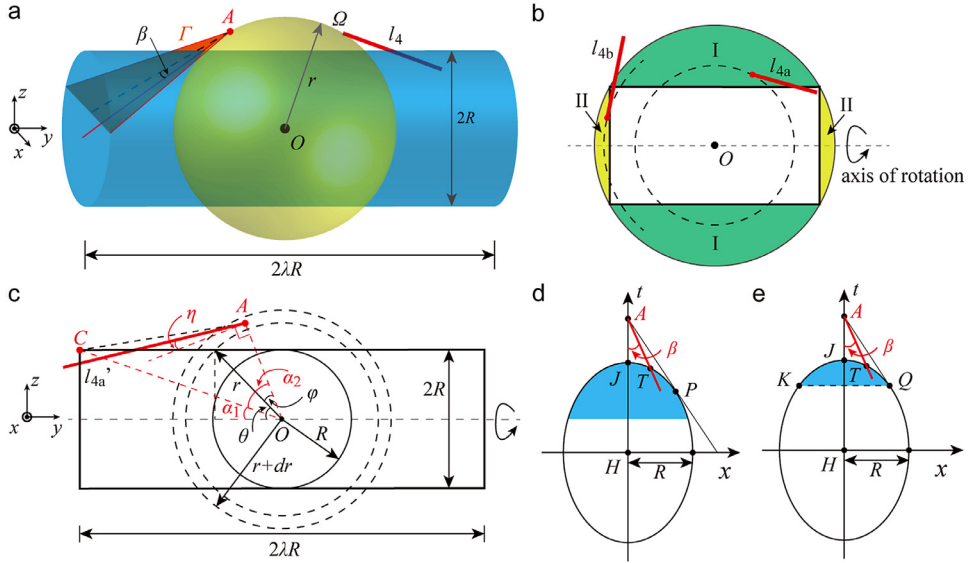 a
A
Γ
β
Ω
l₄
r
2R
O
z
y
x
2λR
b
l₄b
I
l₄a
II
II
O
axis of rotation
I
c
A
η
C
l₄a'
r
α₂
φ
2R
α₁
θ
O
R
z
x
y
r+dr
2λR
d
t
A
β
J
T
P
H
R
x
e
t
A
β
J
K
T
Q
H
R
x